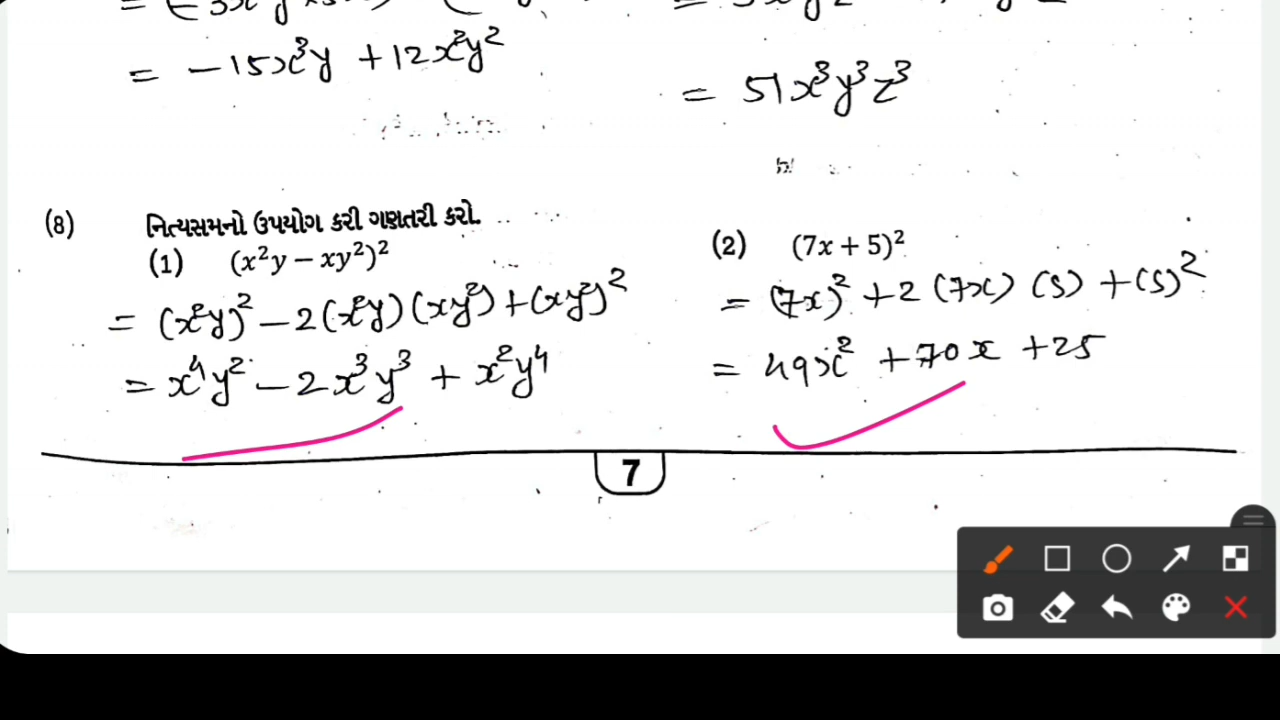 = −15x³y + 12x²y²
= 51x³y³z³
(8) નિત્યસમનો ઉપયોગ કરી ગણતરી કરો.
(1) (x²y − xy²)²
= (x²y)² − 2(x²y)(xy²) + (xy²)²
= x⁴y² − 2x³y³ + x²y⁴
(2) (7x + 5)²
= (7x)² + 2 (7x) (5) + (5)²
= 49x² + 70x + 25
7